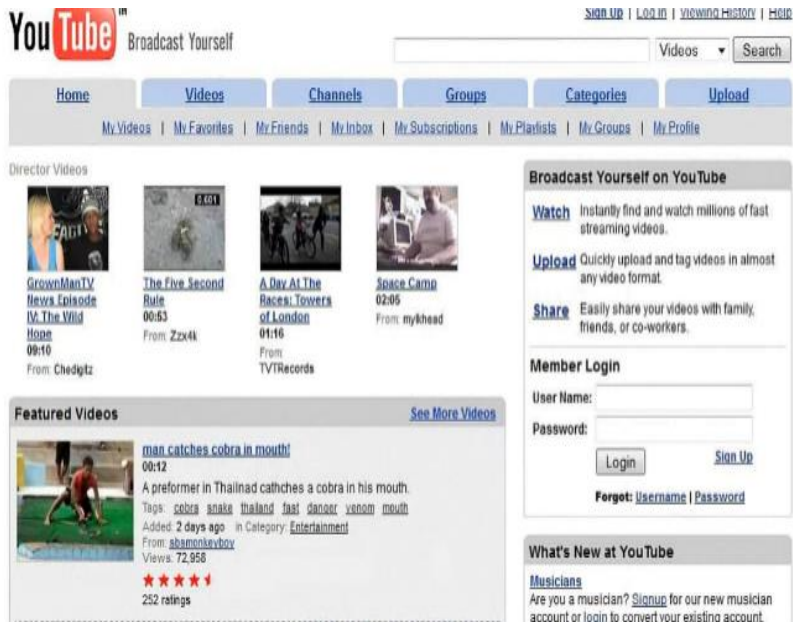 Sign Up | Log In | Viewing History | Help
YouTube TM
Broadcast Yourself
Videos Search
Home Videos Channels Groups Categories Upload
My Videos | My Favorites | My Friends | My Inbox | My Subscriptions | My Playlists | My Groups | My Profile
Director Videos
0.601
GrownManTV
News Episode
IV: The Wild
Hope
09:10
From: Chedigitz
The Five Second
Rule
00:53
From: Zzx4k
A Day At The
Races: Towers
of London
01:16
From:
TVTRecords
Space Camp
02:05
From: mylkhead
Featured Videos See More Videos
man catches cobra in mouth!
00:12
A preformer in Thailnad cathches a cobra in his mouth.
Tags: cobra snake thailand fast danger venom mouth
Added: 2 days ago in Category: Entertainment
From: sbsmonkeyboy
Views: 72,958
252 ratings
Broadcast Yourself on YouTube
Watch Instantly find and watch millions of fast
streaming videos.
Upload Quickly upload and tag videos in almost
any video format.
Share Easily share your videos with family,
friends, or co-workers.
Member Login
User Name:
Password:
Login Sign Up
Forgot: Username | Password
What's New at YouTube
Musicians
Are you a musician? Signup for our new musician
account or login to convert your existing account.